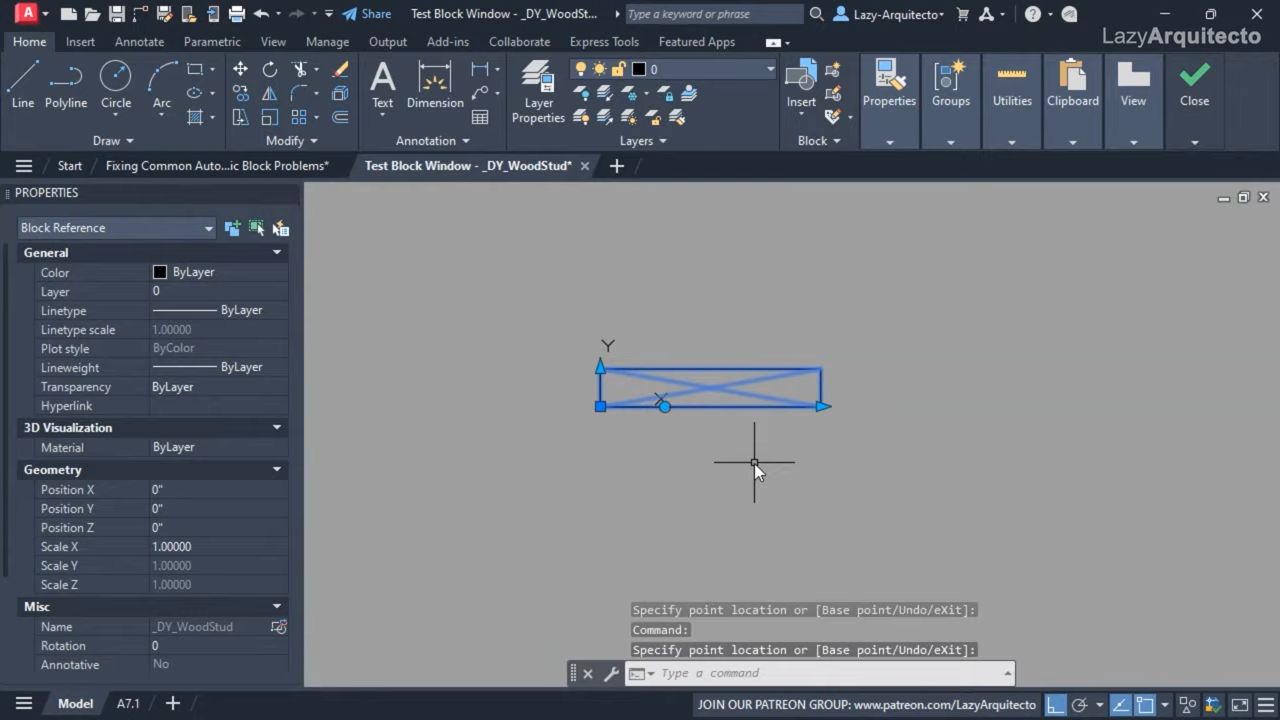 A Share Test Block Window - _DY_WoodSt... Type a keyword or phrase Lazy-Arquitecto
LazyArquitecto
Home Insert Annotate Parametric View Manage Output Add-ins Collaborate Express Tools Featured Apps
0
Line Polyline Circle Arc Text Dimension Layer Properties Insert Properties Groups Utilities Clipboard View Close
Draw Modify Annotation Layers Block
Start Fixing Common Auto...ic Block Problems* Test Block Window - _DY_WoodStud*
PROPERTIES
Block Reference
General
Color ByLayer
Layer 0
Linetype ByLayer
Linetype scale 1.00000
Plot style ByColor
Lineweight ByLayer
Transparency ByLayer
Hyperlink
3D Visualization
Material ByLayer
Geometry
Position X 0"
Position Y 0"
Position Z 0"
Scale X 1.00000
Scale Y 1.00000
Scale Z 1.00000
Misc
Name _DY_WoodStud
Rotation 0
Annotative No
Y
X
Specify point location or [Base point/Undo/eXit]:
Command:
Specify point location or [Base point/Undo/eXit]:
Type a command
Model A7.1 JOIN OUR PATREON GROUP: www.patreon.com/LazyArquitecto